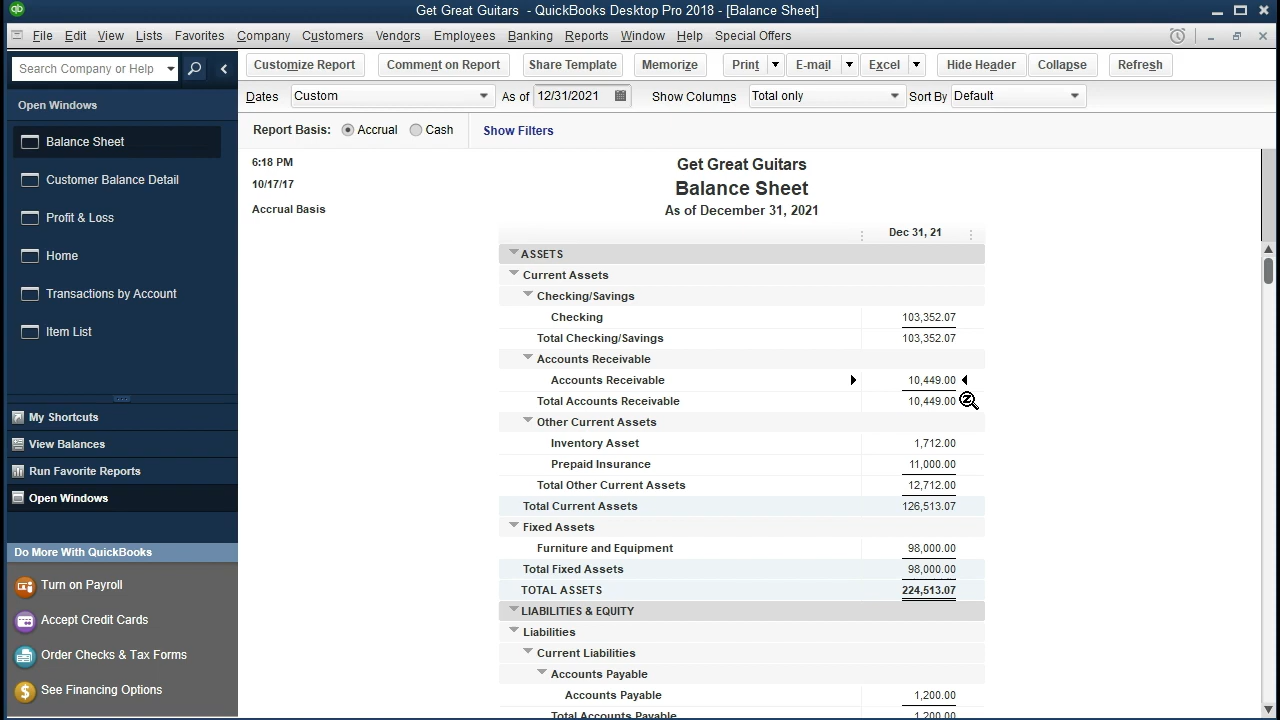 Get Great Guitars - QuickBooks Desktop Pro 2018 - [Balance Sheet]
File Edit View Lists Favorites Company Customers Vendors Employees Banking Reports Window Help Special Offers
Search Company or Help
Customize Report Comment on Report Share Template Memorize Print E-mail Excel Hide Header Collapse Refresh
Dates Custom As of 12/31/2021 Show Columns Total only Sort By Default
Report Basis: Accrual Cash Show Filters
Open Windows
Balance Sheet
Customer Balance Detail
Profit & Loss
Home
Transactions by Account
Item List
My Shortcuts
View Balances
Run Favorite Reports
Open Windows
Do More With QuickBooks
Turn on Payroll
Accept Credit Cards
Order Checks & Tax Forms
See Financing Options
6:18 PM
10/17/17
Accrual Basis
Get Great Guitars
Balance Sheet
As of December 31, 2021
Dec 31, 21
ASSETS
Current Assets
Checking/Savings
Checking 103,352.07
Total Checking/Savings 103,352.07
Accounts Receivable
Accounts Receivable 10,449.00
Total Accounts Receivable 10,449.00
Other Current Assets
Inventory Asset 1,712.00
Prepaid Insurance 11,000.00
Total Other Current Assets 12,712.00
Total Current Assets 126,513.07
Fixed Assets
Furniture and Equipment 98,000.00
Total Fixed Assets 98,000.00
TOTAL ASSETS 224,513.07
LIABILITIES & EQUITY
Liabilities
Current Liabilities
Accounts Payable
Accounts Payable 1,200.00
Total Accounts Payable 1,200.00